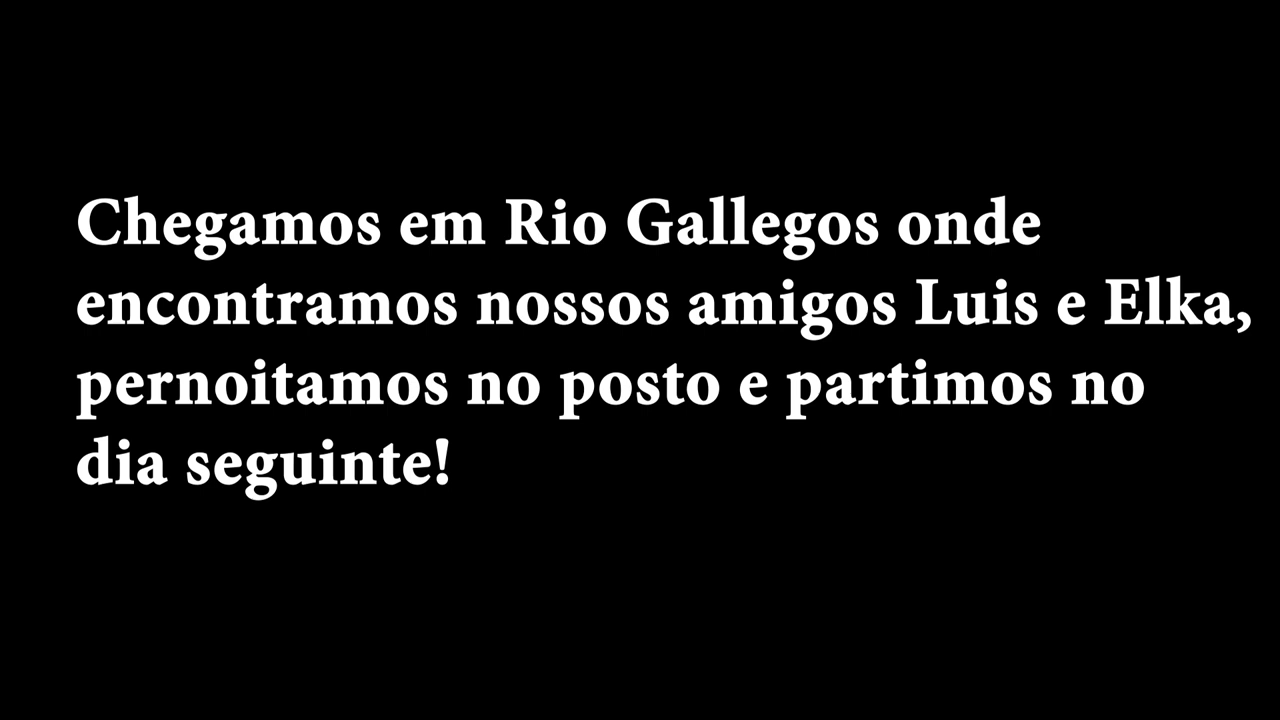 Chegamos em Rio Gallegos onde
encontramos nossos amigos Luis e Elka,
pernoitamos no posto e partimos no
dia seguinte!